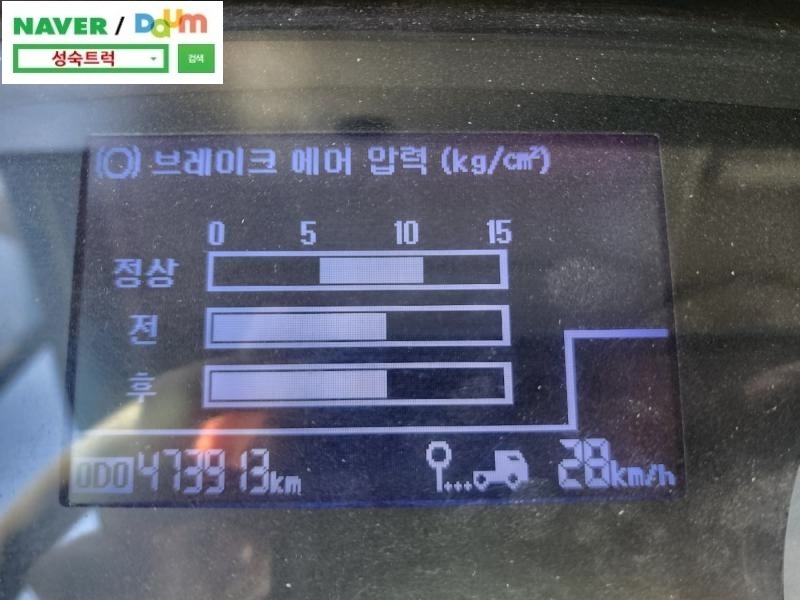 NAVER / Daum
성숙트럭 검색
브레이크 에어 압력 (kg/cm²)
0 5 10 15
정상
전
후
ODO 473913km 28km/h